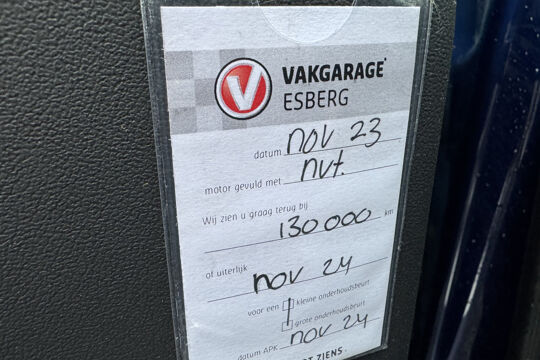 V
VAKGARAGE
ESBERG
datum nov 23
motor gevuld met nvt.
Wij zien u graag terug bij
130 000 km
of uiterlijk
nov 24
voor een kleine onderhoudsbeurt
grote onderhoudsbeurt
datum APK nov 24
T ZIENS